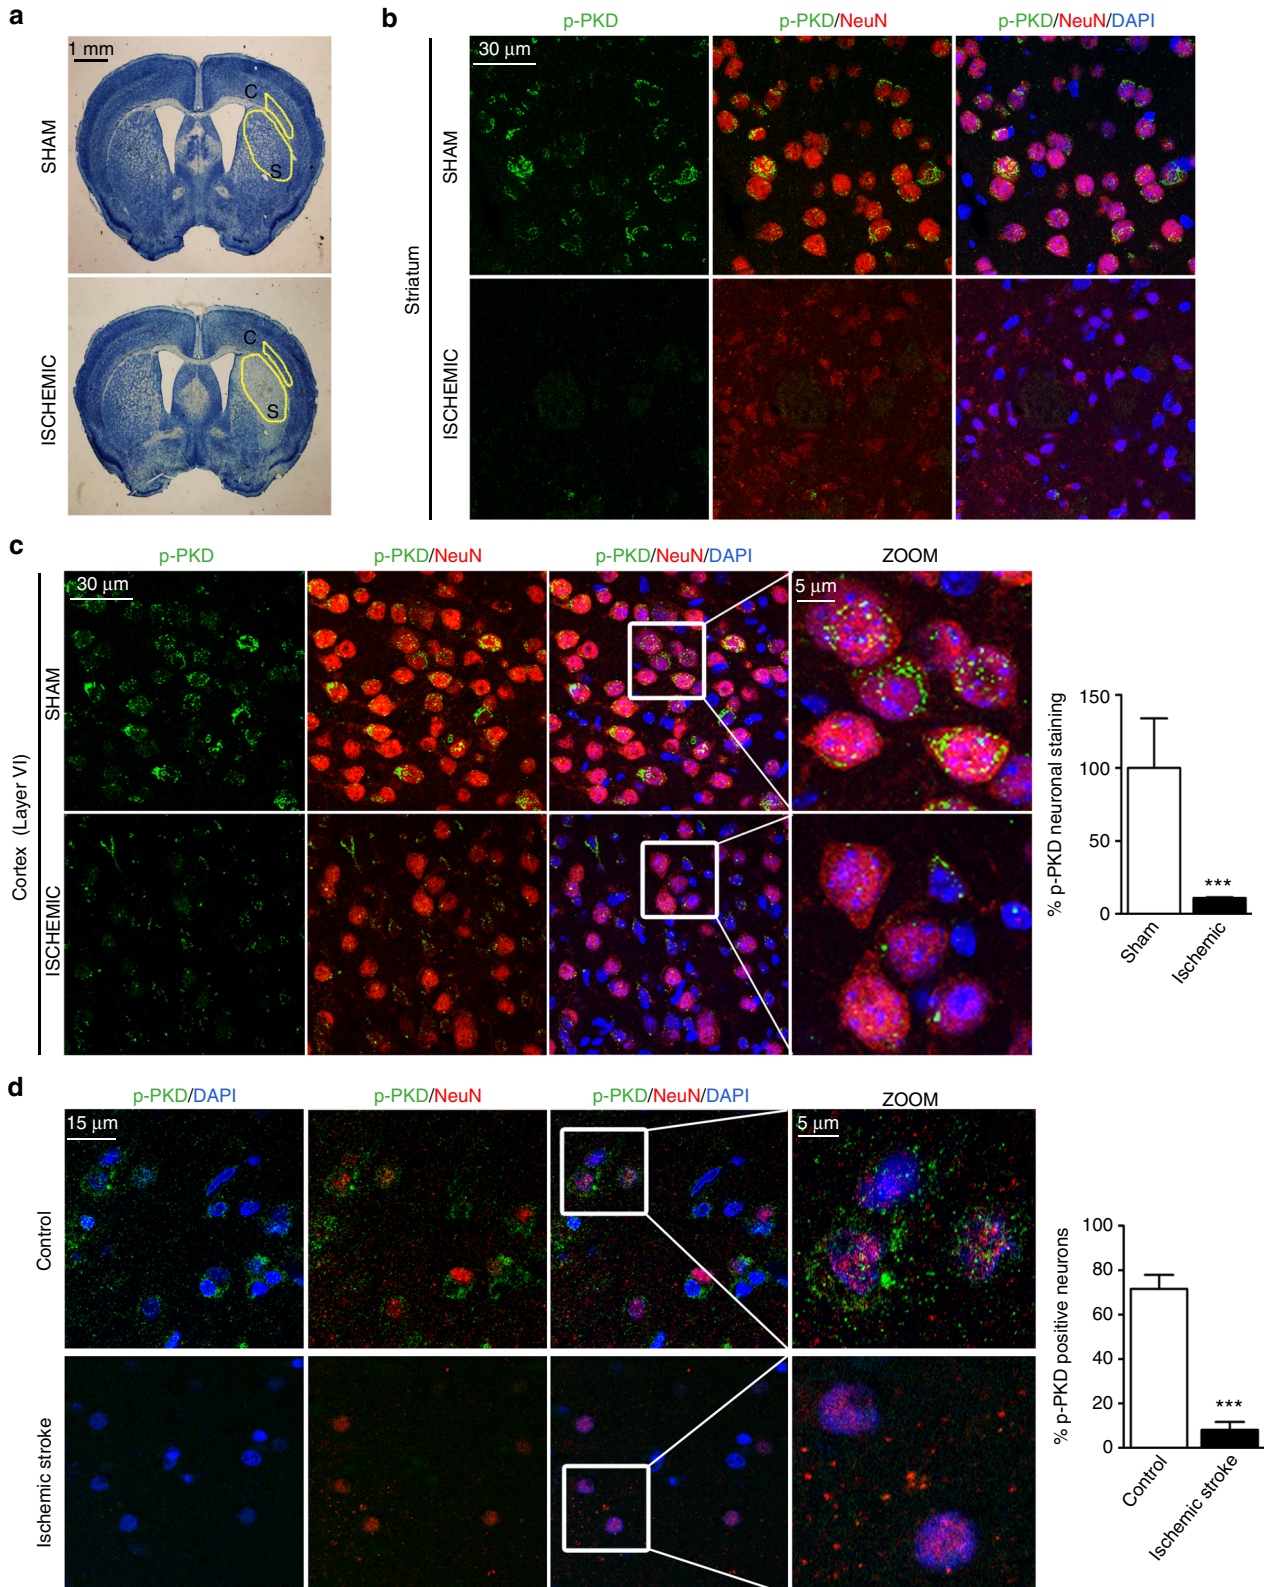 a
1 mm
SHAM
C
S
ISCHEMIC
C
S
b
p-PKD
p-PKD/NeuN
p-PKD/NeuN/DAPI
Striatum
SHAM
30 µm
ISCHEMIC
c
p-PKD
p-PKD/NeuN
p-PKD/NeuN/DAPI
ZOOM
Cortex (Layer VI)
SHAM
30 µm
5 µm
ISCHEMIC
% p-PKD neuronal staining
150
100
50
0
***
Sham
Ischemic
d
p-PKD/DAPI
p-PKD/NeuN
p-PKD/NeuN/DAPI
ZOOM
Control
15 µm
5 µm
Ischemic stroke
% p-PKD positive neurons
100
80
60
40
20
0
***
Control
Ischemic stroke